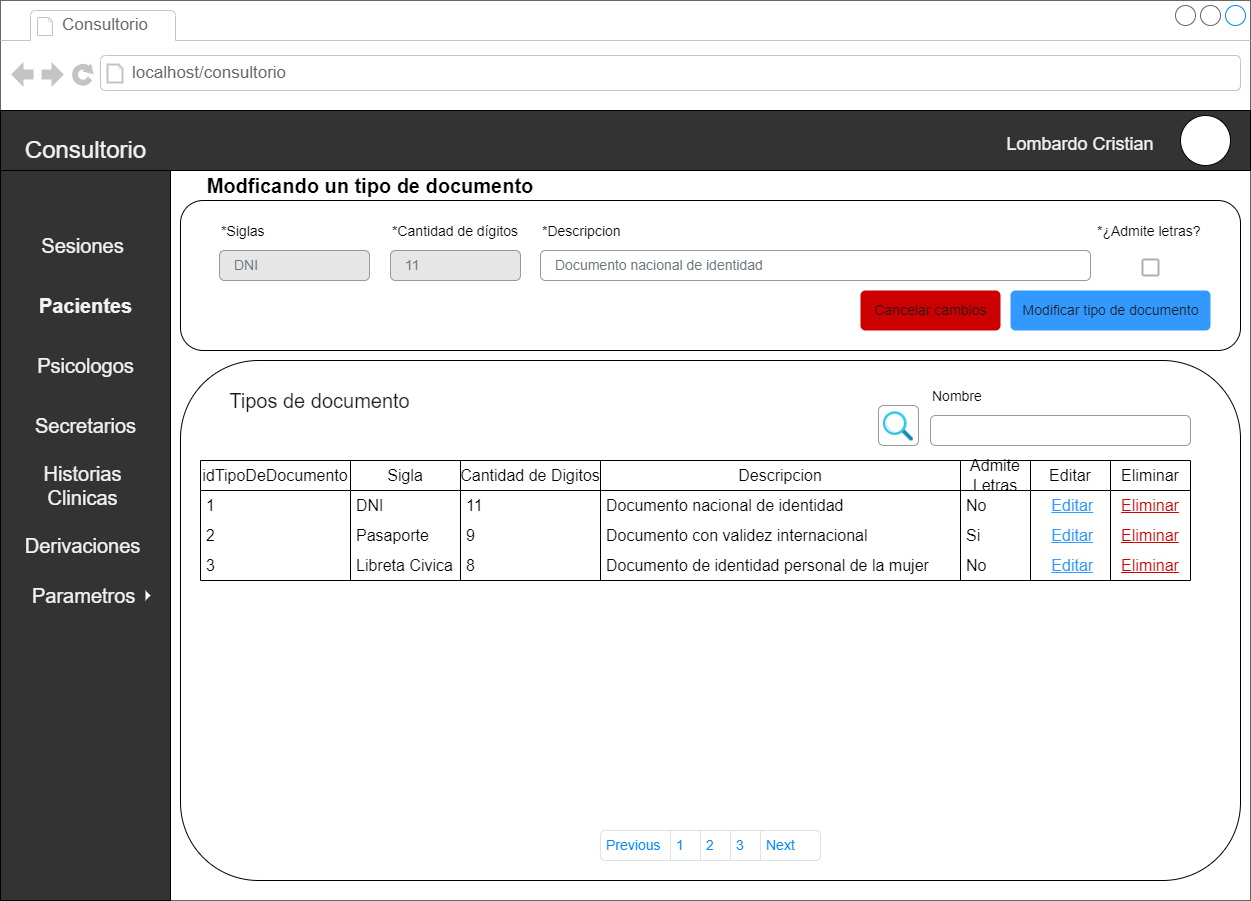 Consultorio
localhost/consultorio
Consultorio
Lombardo Cristian
Sesiones
Pacientes
Psicologos
Secretarios
Historias
Clinicas
Derivaciones
Parametros
Modficando un tipo de documento
*Siglas *Cantidad de dígitos *Descripcion *¿Admite letras?
DNI 11 Documento nacional de identidad
Cancelar cambios Modificar tipo de documento
Tipos de documento
Nombre
idTipoDeDocumento Sigla Cantidad de Digitos Descripcion Admite Letras Editar Eliminar
1 DNI 11 Documento nacional de identidad No Editar Eliminar
2 Pasaporte 9 Documento con validez internacional Si Editar Eliminar
3 Libreta Civica 8 Documento de identidad personal de la mujer No Editar Eliminar
Previous 1 2 3 Next